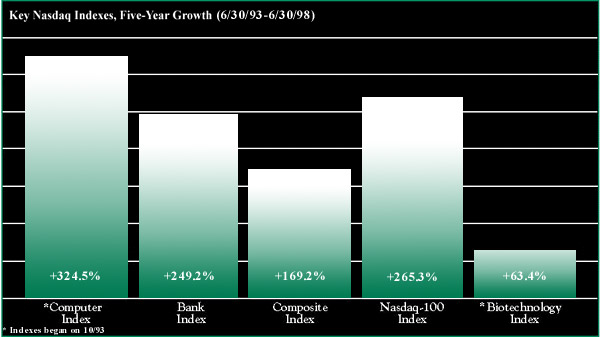 Key Nasdaq Indexes, Five-Year Growth (6/30/93-6/30/98)
+324.5% +249.2% +169.2% +265.3% +63.4%
*Computer Bank Composite Nasdaq-100 *Biotechnology
Index Index Index Index Index
* Indexes began on 10/93